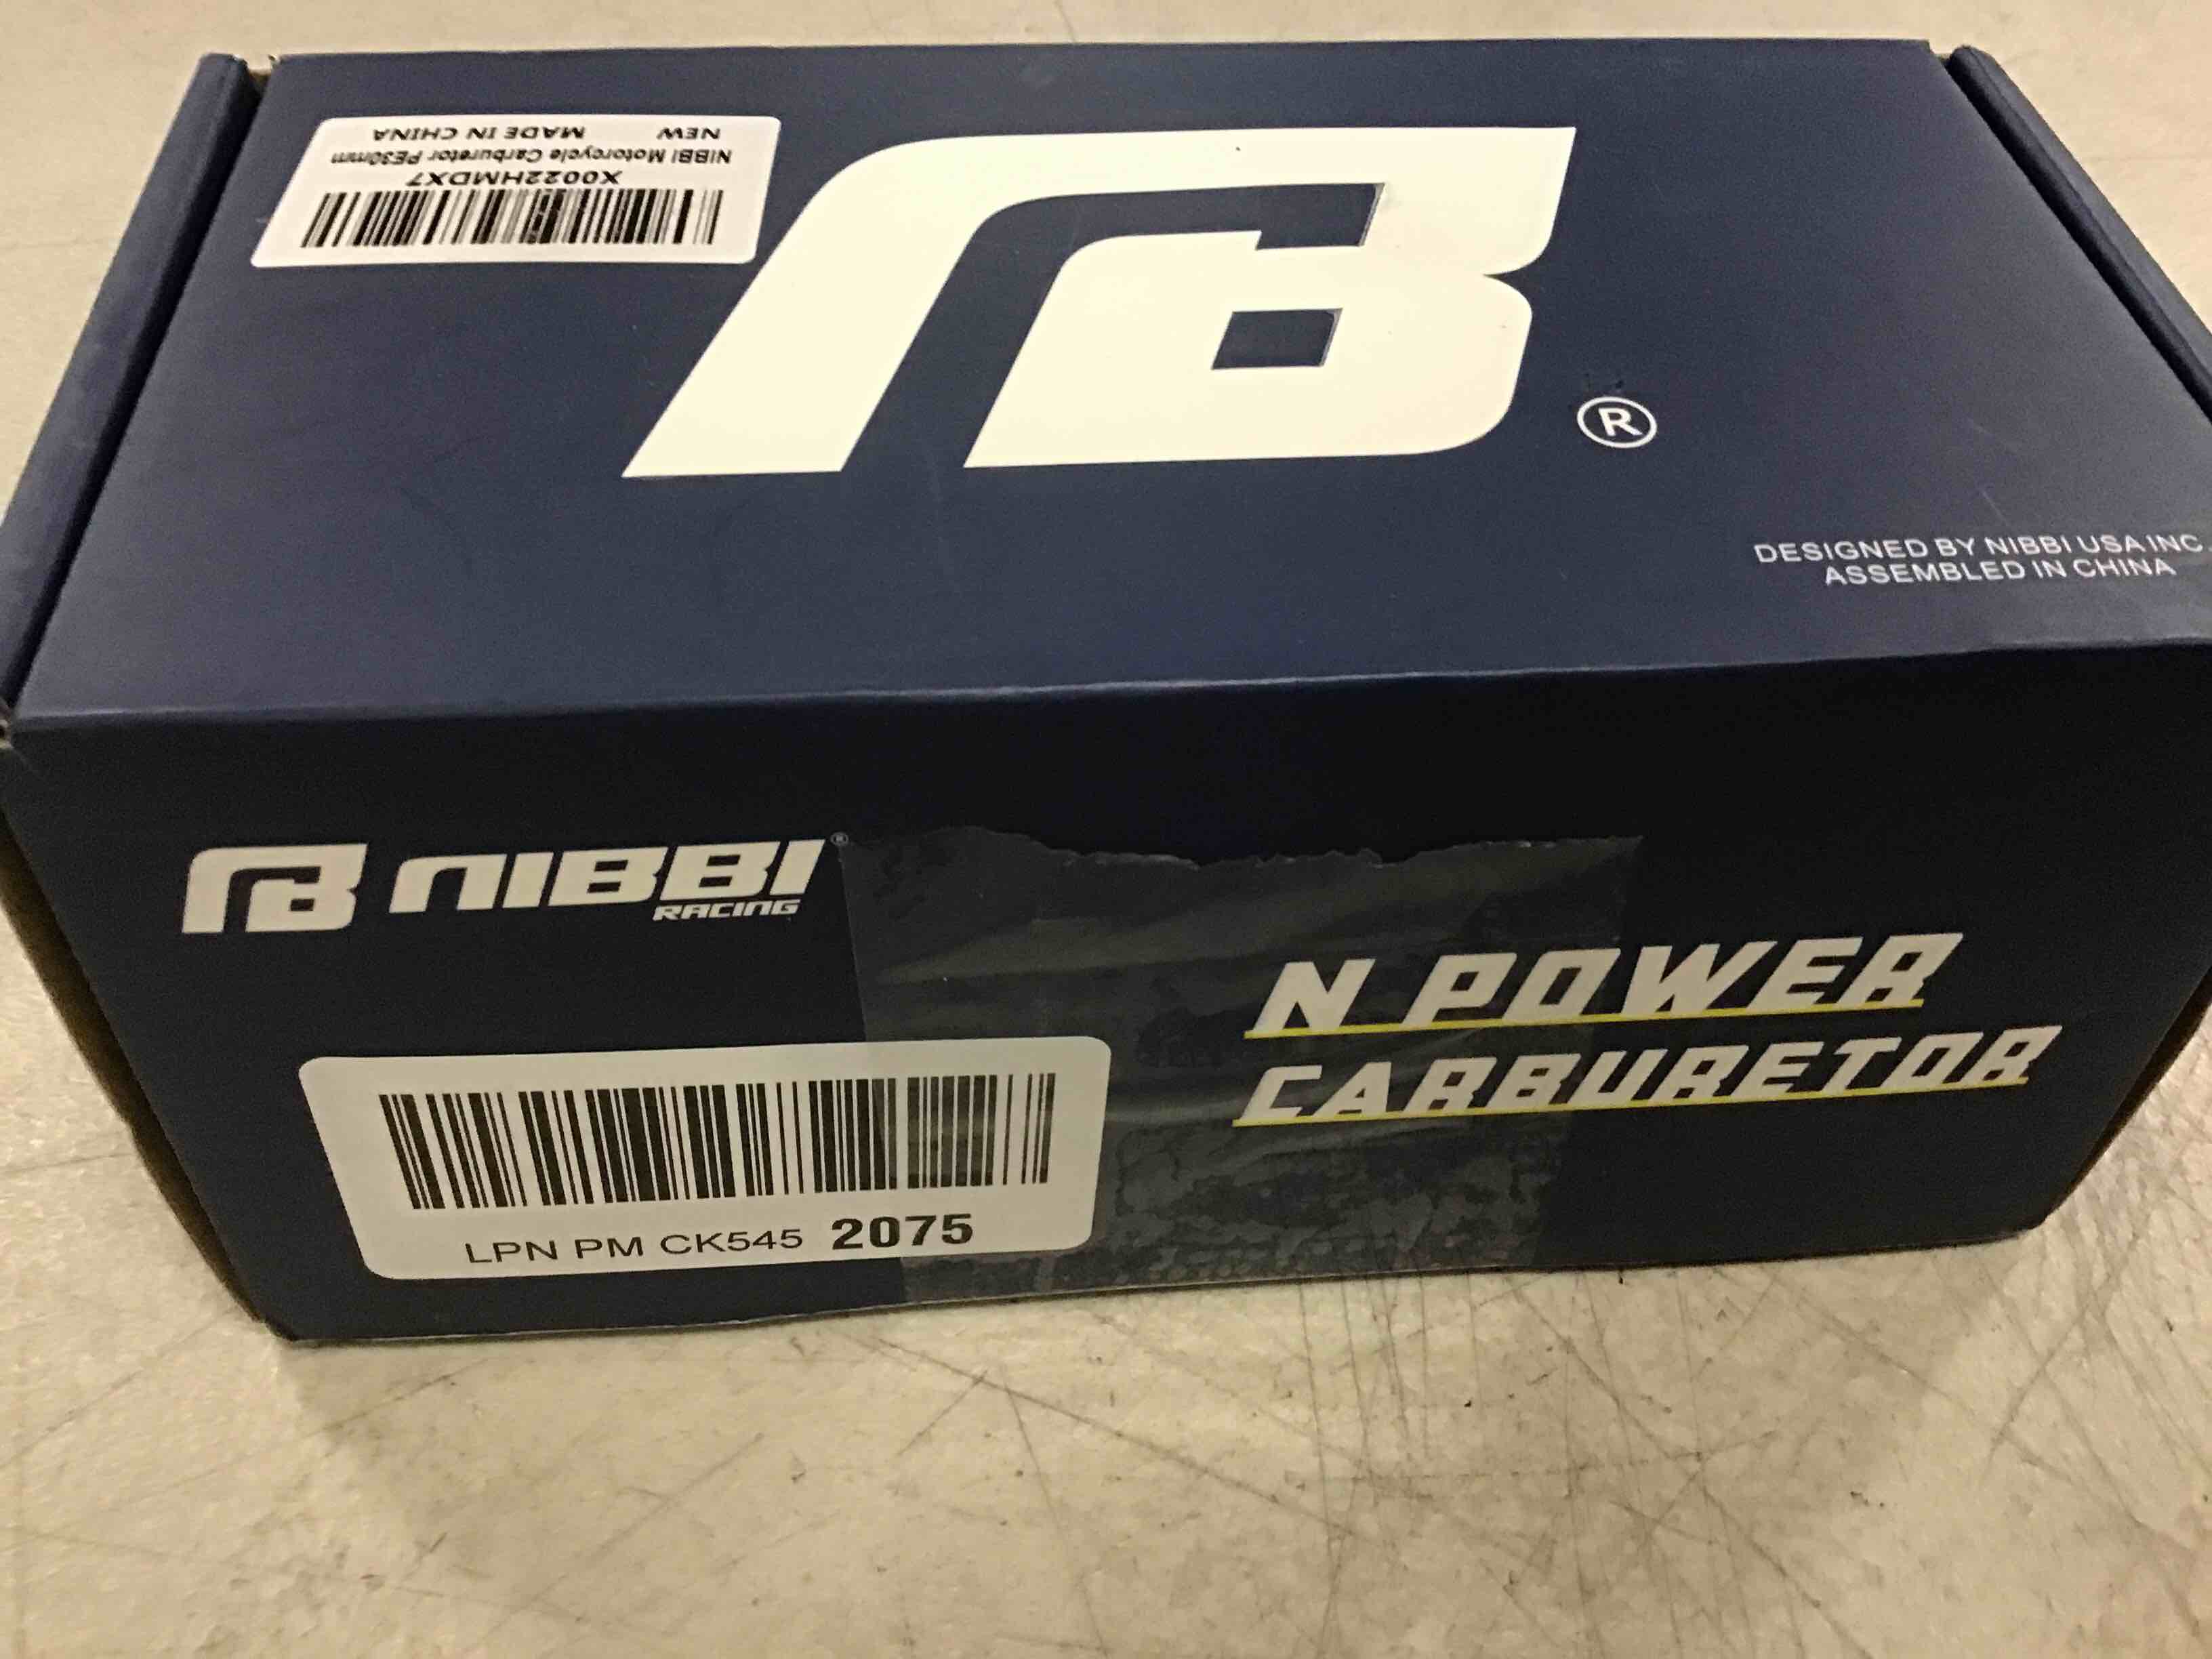 X0022HMDX7
NIBBI Motorcycle Carburetor PE30mm
NEW MADE IN CHINA
B
®
DESIGNED BY NIBBI USA INC.
ASSEMBLED IN CHINA
NIBBI®
RACING
N POWER
CARBURETOR
LPN PM CK545 2075